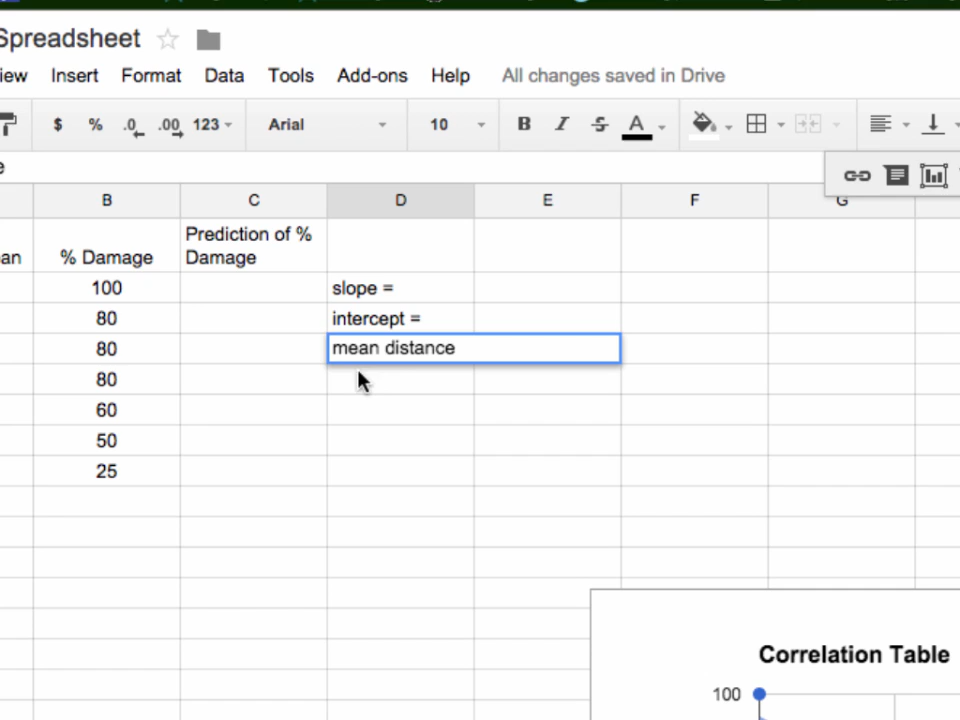 Spreadsheet
iew Insert Format Data Tools Add-ons Help All changes saved in Drive
$ % .0 .00 123 Arial 10 B I S A
e
B C D E F G
an % Damage Prediction of %
Damage
100 slope =
80 intercept =
80 mean distance
80
60
50
25
Correlation Table
100